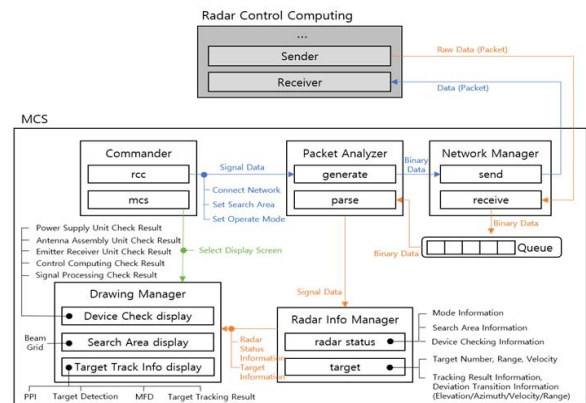 Radar Control Computing
...
Sender
Receiver
Raw Data (Packet)
Data (Packet)
MCS
Commander
rcc
mcs
Signal Data
Connect Network
Set Search Area
Set Operate Mode
Packet Analyzer
generate
parse
Binary
Data
Network Manager
send
receive
Binary Data
Queue
Binary Data
Power Supply Unit Check Result
Antenna Assembly Unit Check Result
Emitter Receiver Unit Check Result
Control Computing Check Result
Signal Processing Check Result
Select Display Screen
Signal Data
Drawing Manager
Device Check display
Search Area display
Target Track Info display
Beam
Grid
Radar
Status
Information
Target
Information
Radar Info Manager
radar status
target
Mode Information
Search Area Information
Device Checking Information
Target Number, Range, Velocity
Tracking Result Information,
Deviation Transition Information
(Elevation/Azimuth/Velocity/Range)
PPI
Target Detection
MFD
Target Tracking Result